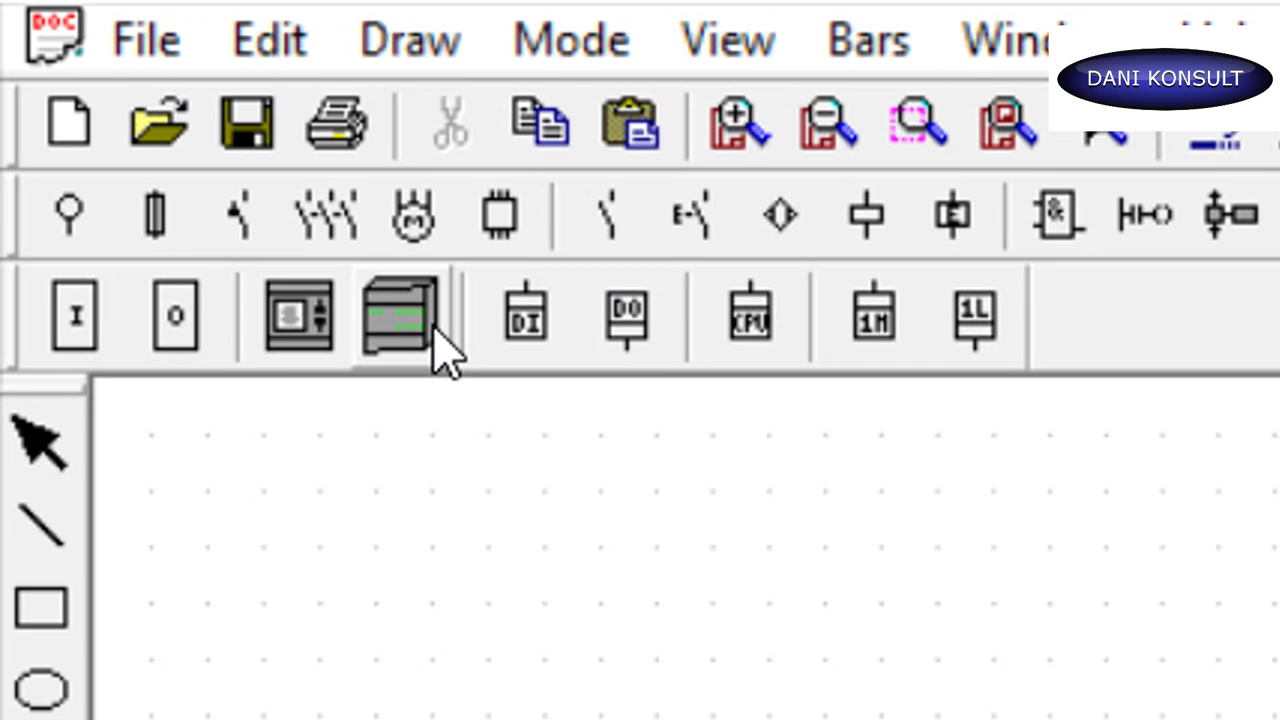 DOC
File Edit Draw Mode View Bars
DANI KONSULT
M E &
I O DI DO CPU 1M 1L